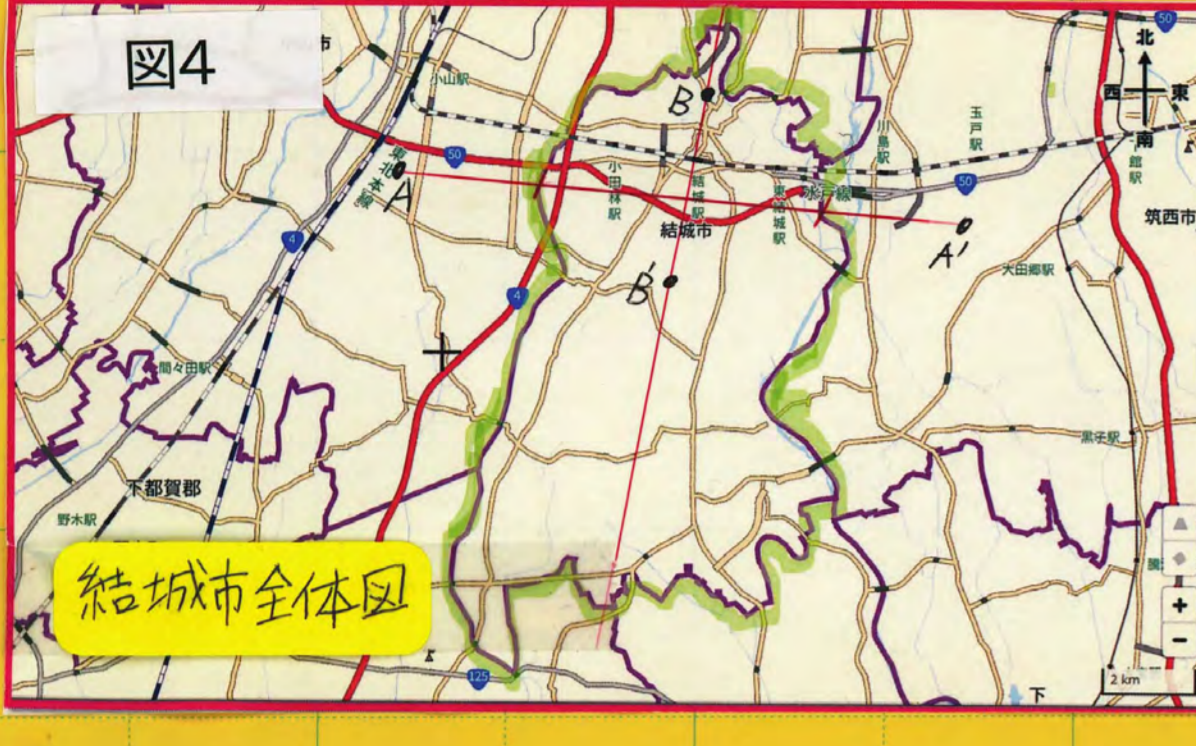 図4
市
小山駅
50
北
西 東
南
B
川島駅
玉戸駅
館駅
50
東北本線
A
小田林駅
結城駅
東結城駅
水戸線
50
筑西市
結城市
A'
大田郷駅
4
B'
4
間々田駅
黒子駅
下都賀郡
野木駅
結城市全体図
125
+
−
2 km
下